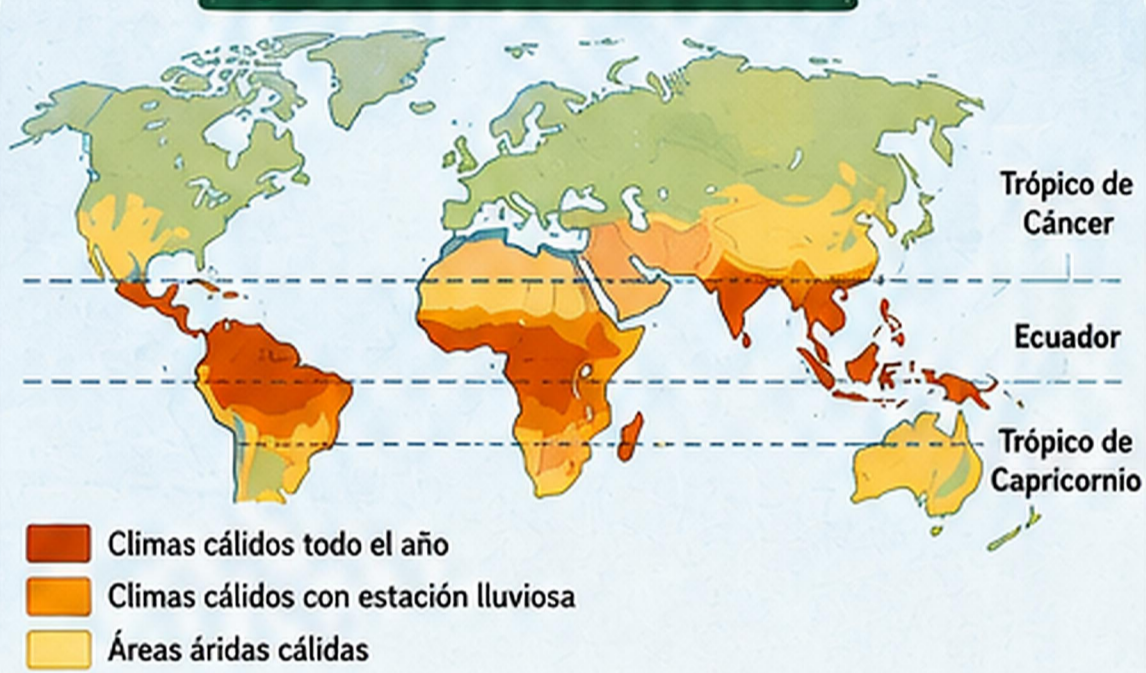 Trópico de
Cáncer
Ecuador
Trópico de
Capricornio
Climas cálidos todo el año
Climas cálidos con estación lluviosa
Áreas áridas cálidas